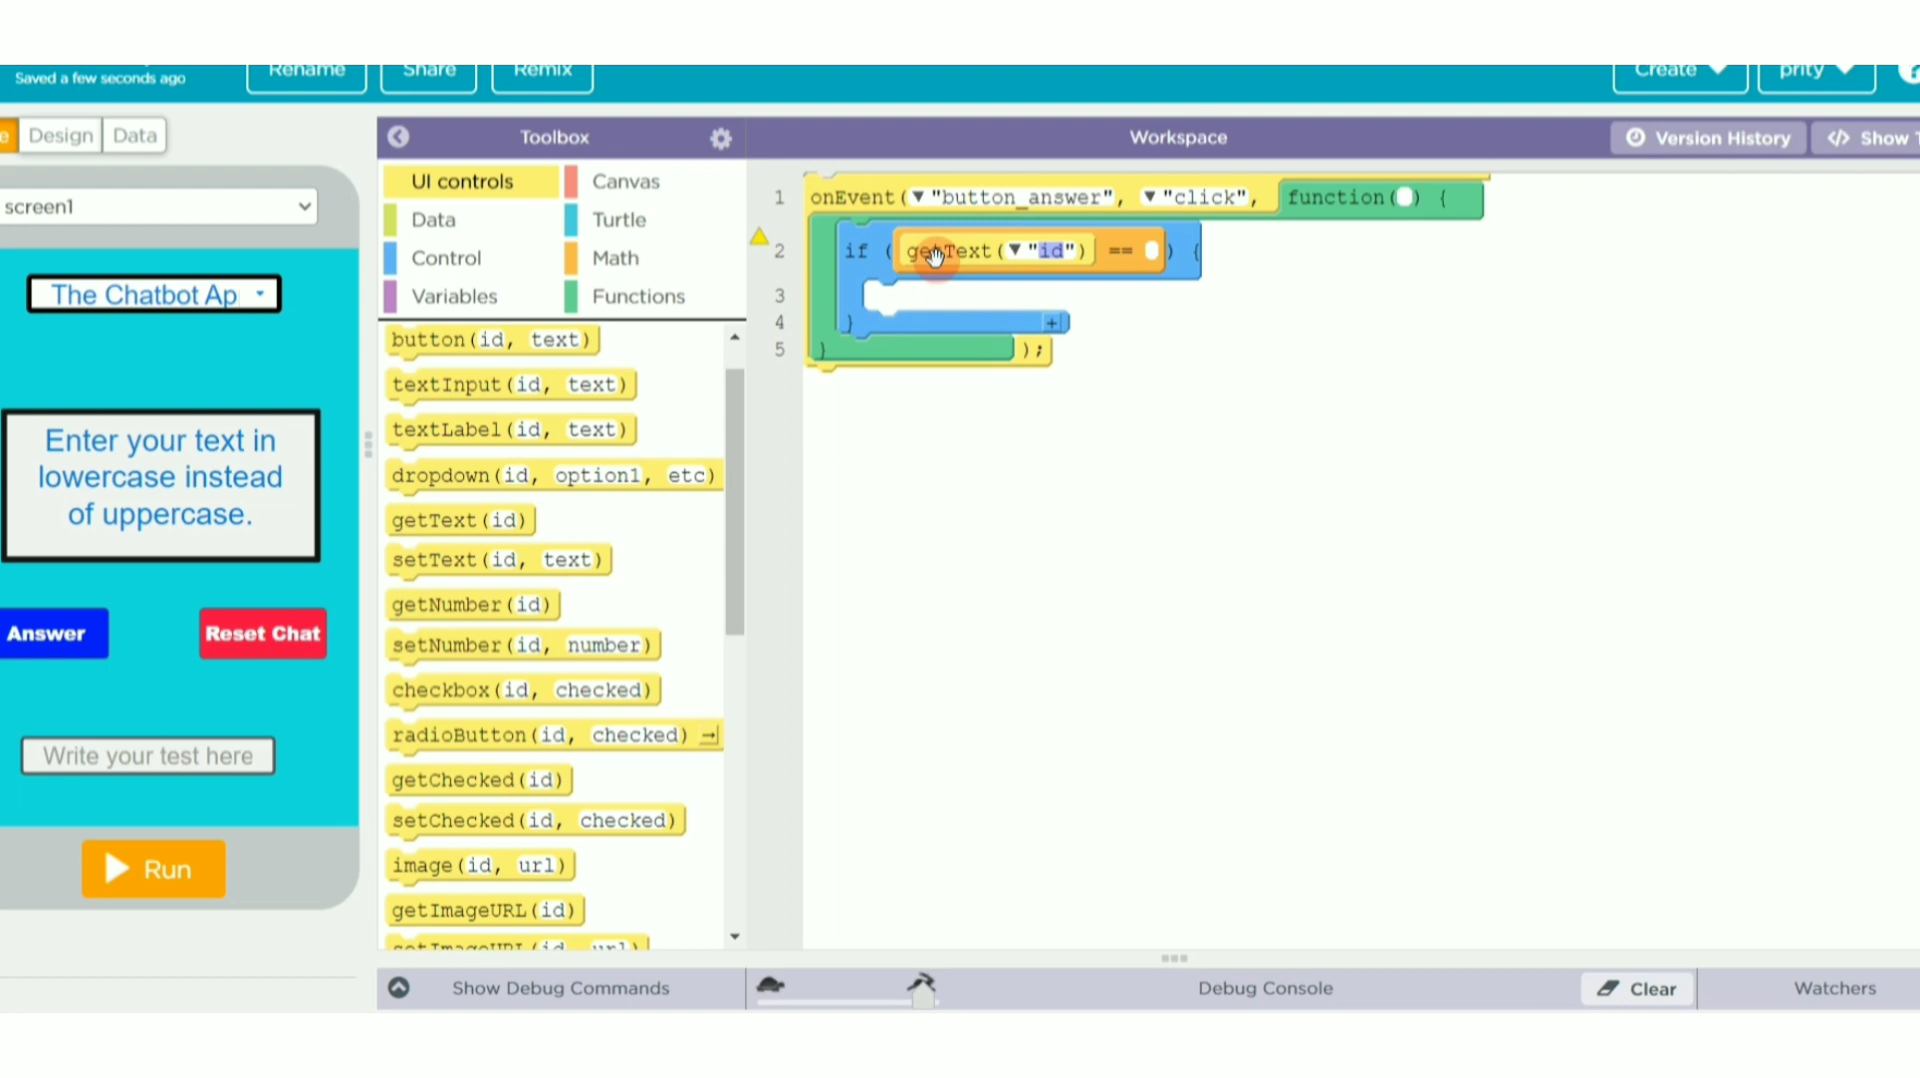 Saved a few seconds ago
Rename
Share
Remix
Create
prity
Design
Data
Toolbox
Workspace
Version History
</> Show
UI controls
Canvas
Data
Turtle
Control
Math
Variables
Functions
screen1
The Chatbot Ap
Enter your text in
lowercase instead
of uppercase.
Answer
Reset Chat
Write your test here
Run
button(id, text)
textInput(id, text)
textLabel(id, text)
dropdown(id, option1, etc)
getText(id)
setText(id, text)
getNumber(id)
setNumber(id, number)
checkbox(id, checked)
radioButton(id, checked)
getChecked(id)
setChecked(id, checked)
image(id, url)
getImageURL(id)
setImageURL(id, url)
1 onEvent(▼"button_answer", ▼"click", function( ) {
2 if (getText(▼"id") == ) {
3
4 } +
5 } );
Show Debug Commands
Debug Console
Clear
Watchers